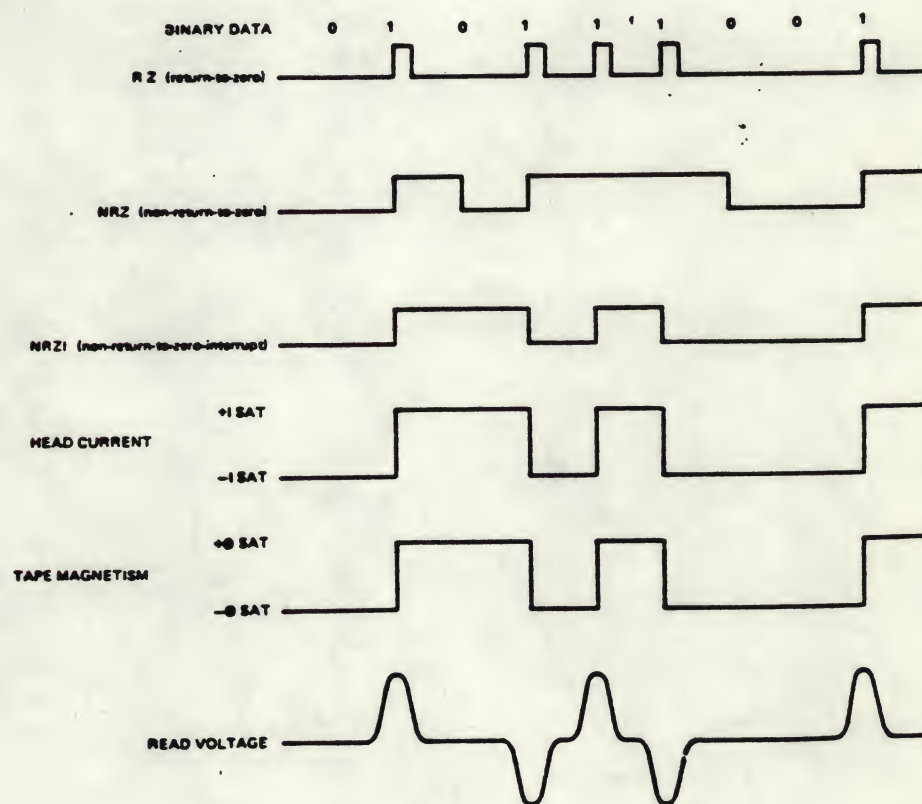 BINARY DATA 0 1 0 1 1 1 0 0 1
RZ (return-to-zero)
NRZ (non-return-to-zero)
NRZI (non-return-to-zero-interrupt)
+I SAT
HEAD CURRENT
–I SAT
+Φ SAT
TAPE MAGNETISM
–Φ SAT
READ VOLTAGE